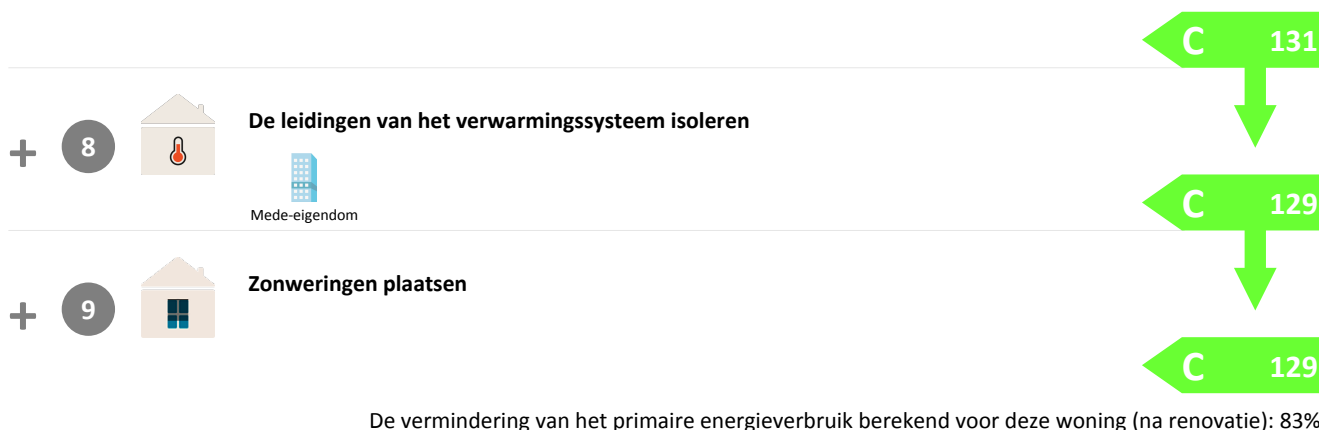 C 131
+ 8 De leidingen van het verwarmingssysteem isoleren
Mede-eigendom
C 129
+ 9 Zonweringen plaatsen
C 129
De vermindering van het primaire energieverbruik berekend voor deze woning (na renovatie): 83%